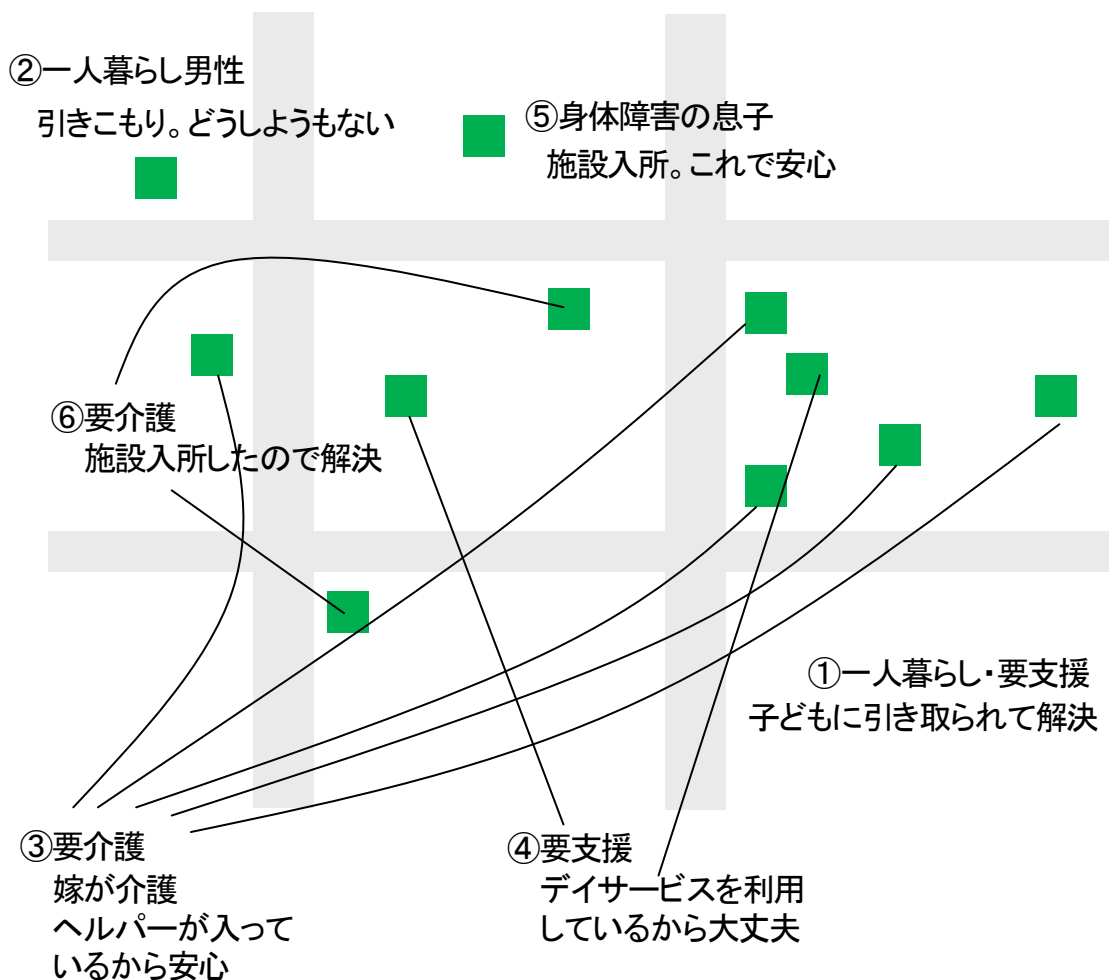 ②一人暮らし男性
引きこもり。どうしようもない
⑤身体障害の息子
施設入所。これで安心
⑥要介護
施設入所したので解決
①一人暮らし・要支援
子どもに引き取られて解決
③要介護
嫁が介護
ヘルパーが入って
いるから安心
④要支援
デイサービスを利用
しているから大丈夫